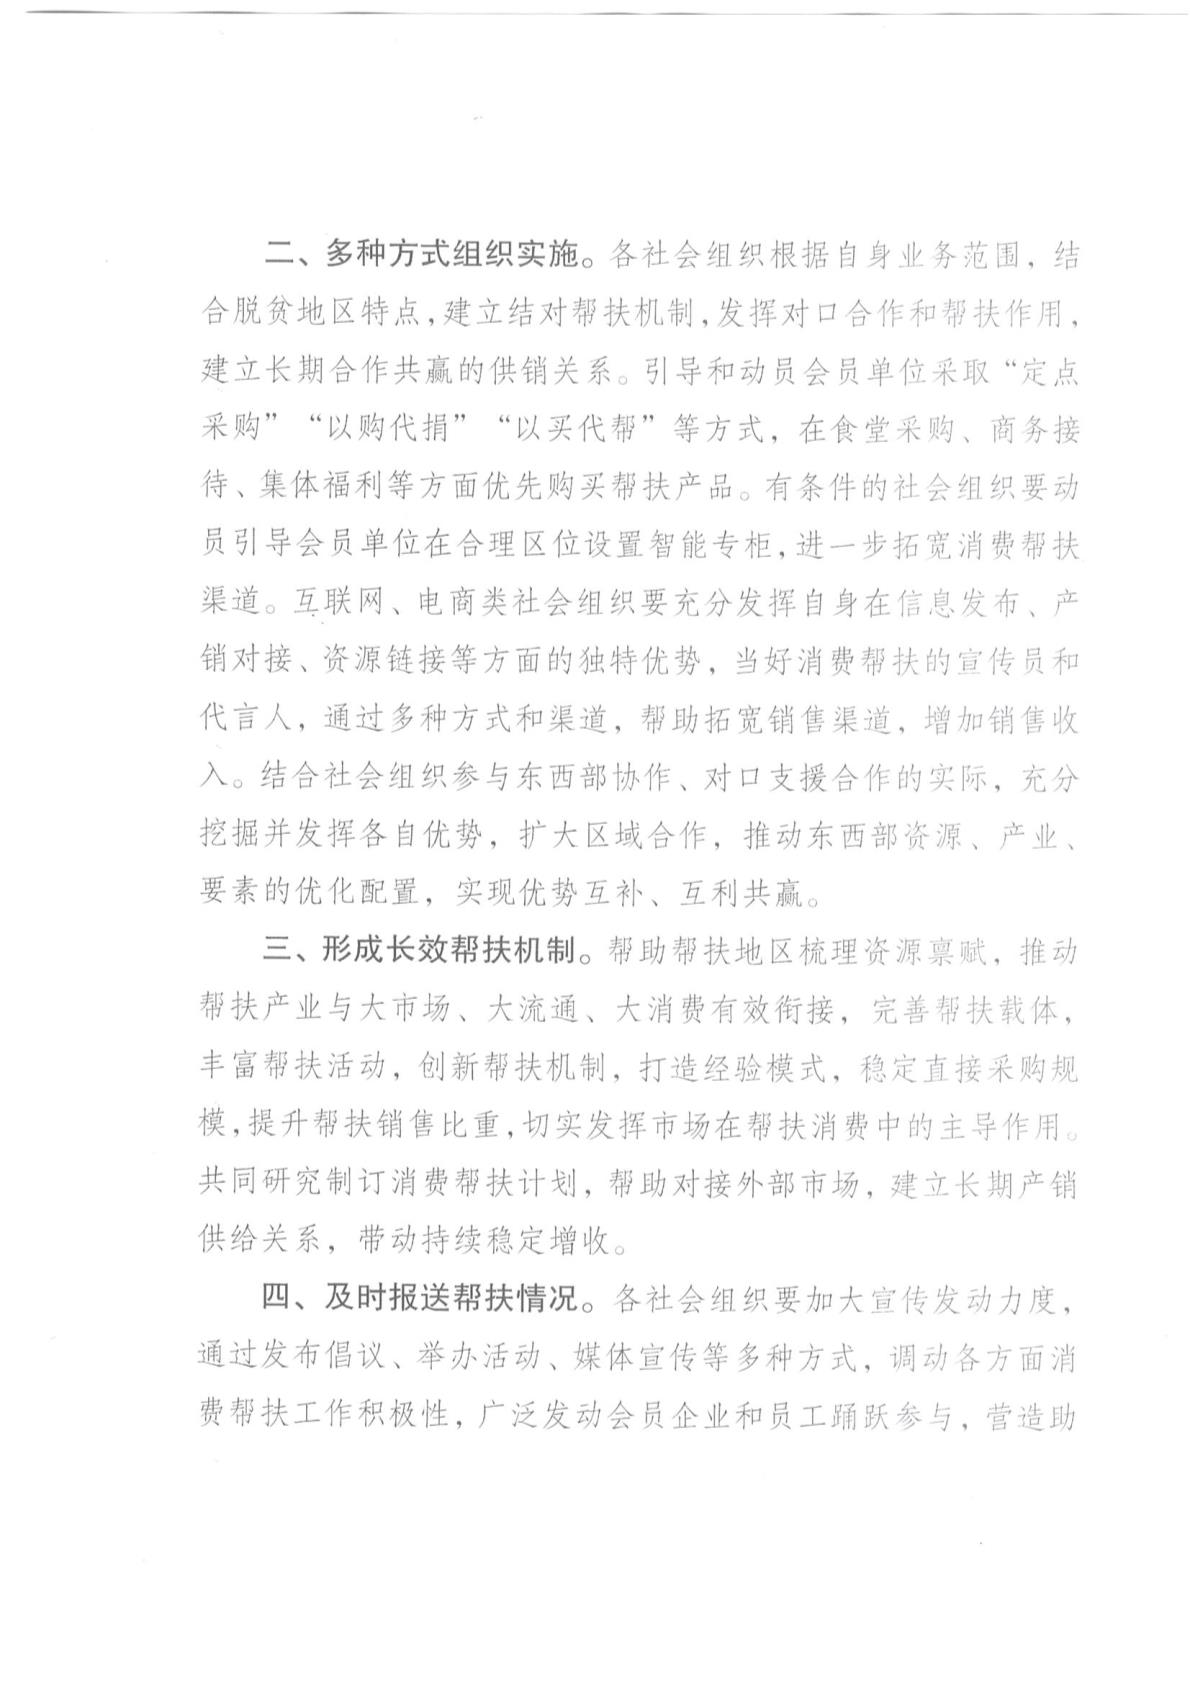 二、多种方式组织实施。各社会组织根据自身业务范围，结
合脱贫地区特点，建立结对帮扶机制，发挥对口合作和帮扶作用，
建立长期合作共赢的供销关系。引导和动员会员单位采取“定点
采购”“以购代捐”“以买代帮”等方式，在食堂采购、商务接
待、集体福利等方面优先购买帮扶产品。有条件的社会组织要动
员引导会员单位在合理区位设置智能专柜，进一步拓宽消费帮扶
渠道。互联网、电商类社会组织要充分发挥自身在信息发布、产
销对接、资源链接等方面的独特优势，当好消费帮扶的宣传员和
代言人，通过多种方式和渠道，帮助拓宽销售渠道，增加销售收
入。结合社会组织参与东西部协作、对口支援合作的实际，充分
挖掘并发挥各自优势，扩大区域合作，推动东西部资源、产业、
要素的优化配置，实现优势互补、互利共赢。
三、形成长效帮扶机制。帮助帮扶地区梳理资源禀赋，推动
帮扶产业与大市场、大流通、大消费有效衔接，完善帮扶载体，
丰富帮扶活动，创新帮扶机制，打造经验模式，稳定直接采购规
模，提升帮扶销售比重，切实发挥市场在帮扶消费中的主导作用。
共同研究制订消费帮扶计划，帮助对接外部市场，建立长期产销
供给关系，带动持续稳定增收。
四、及时报送帮扶情况。各社会组织要加大宣传发动力度，
通过发布倡议、举办活动、媒体宣传等多种方式，调动各方面消
费帮扶工作积极性，广泛发动会员企业和员工踊跃参与，营造助